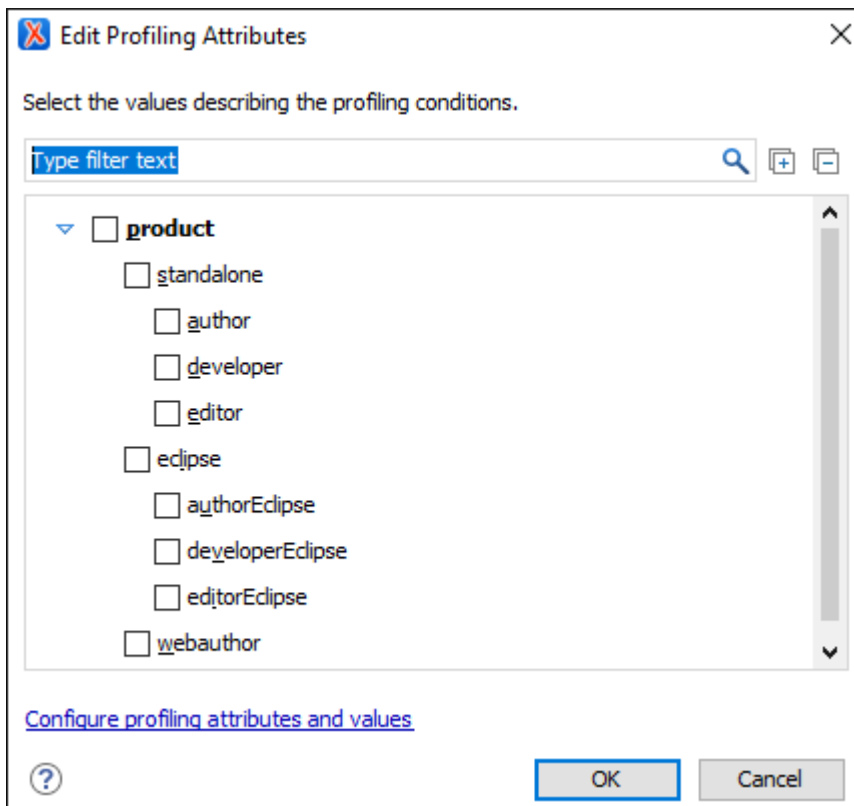 Edit Profiling Attributes
Select the values describing the profiling conditions.
Type filter text
product
standalone
author
developer
editor
eclipse
authorEclipse
developerEclipse
editorEclipse
webauthor
Configure profiling attributes and values
OK Cancel